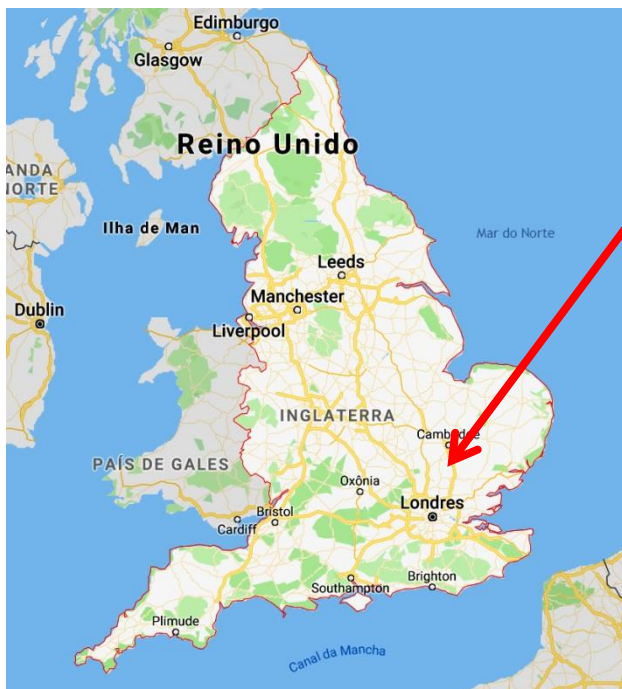 Edimburgo
Glasgow
Reino Unido
ANDA
NORTE
Ilha de Man
Mar do Norte
Leeds
Dublin
Manchester
Liverpool
INGLATERRA
Cambridge
PAÍS DE GALES
Oxônia
Londres
Bristol
Cardiff
Southampton
Brighton
Plimude
Canal da Mancha